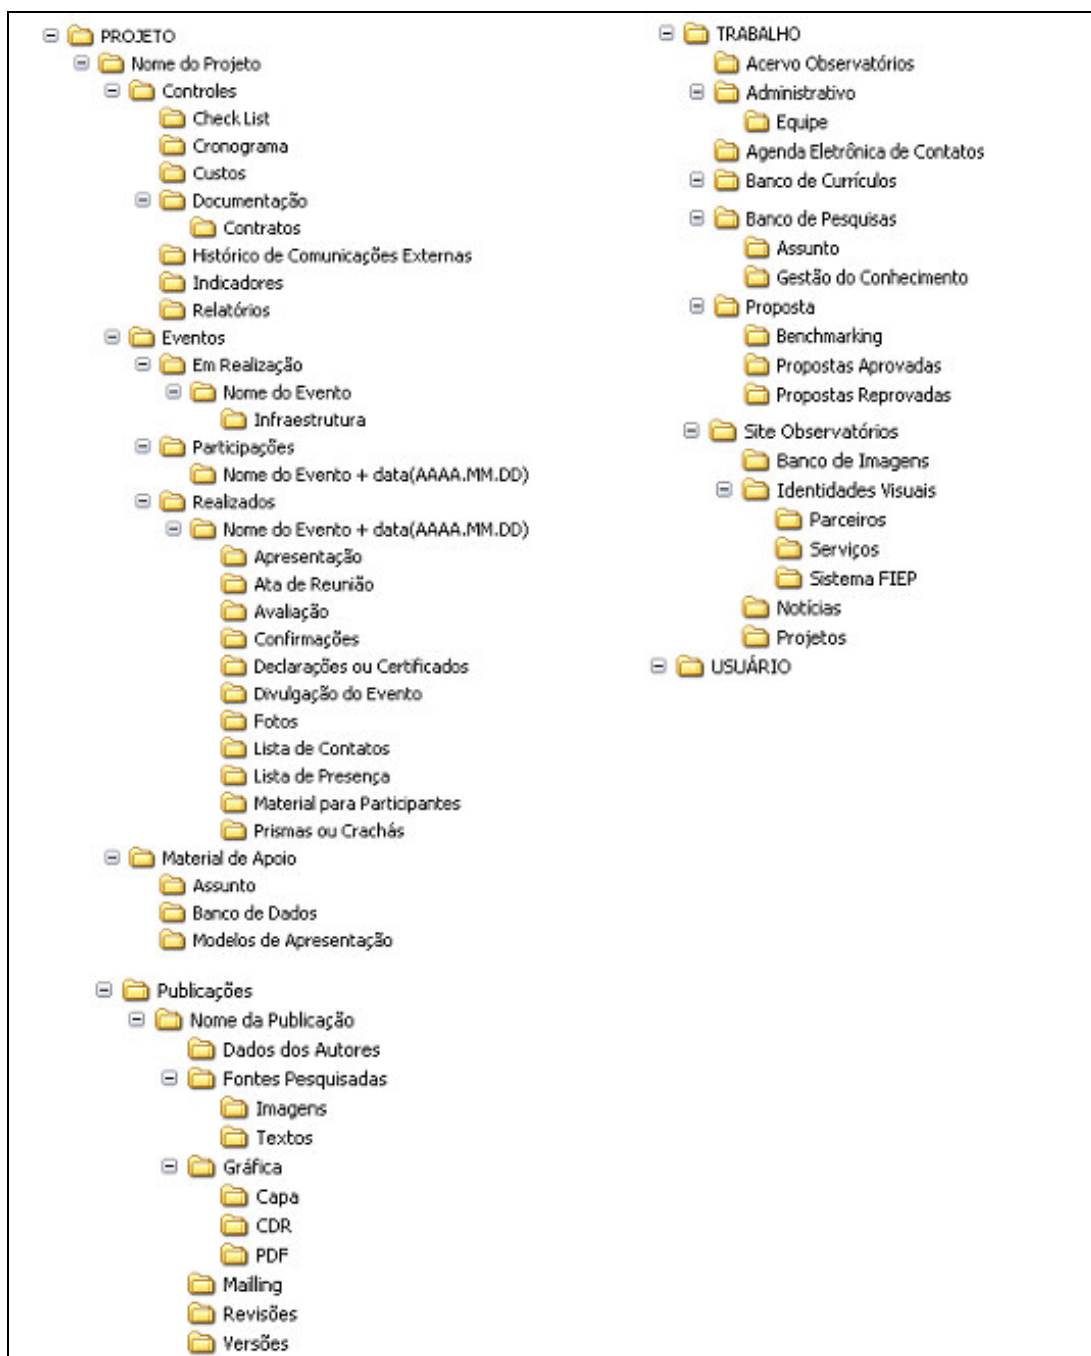 PROJETO
Nome do Projeto
Controles
Check List
Cronograma
Custos
Documentação
Contratos
Histórico de Comunicações Externas
Indicadores
Relatórios
Eventos
Em Realização
Nome do Evento
Infraestrutura
Participações
Nome do Evento + data(AAAA.MM.DD)
Realizados
Nome do Evento + data(AAAA.MM.DD)
Apresentação
Ata de Reunião
Avaliação
Confirmações
Declarações ou Certificados
Divulgação do Evento
Fotos
Lista de Contatos
Lista de Presença
Material para Participantes
Prismas ou Crachás
Material de Apoio
Assunto
Banco de Dados
Modelos de Apresentação
Publicações
Nome da Publicação
Dados dos Autores
Fontes Pesquisadas
Imagens
Textos
Gráfica
Capa
CDR
PDF
Mailling
Revisões
Versões
TRABALHO
Acervo Observatórios
Administrativo
Equipe
Agenda Eletrônica de Contatos
Banco de Currículos
Banco de Pesquisas
Assunto
Gestão do Conhecimento
Proposta
Benchmarking
Propostas Aprovadas
Propostas Reprovadas
Site Observatórios
Banco de Imagens
Identidades Visuais
Parceiros
Serviços
Sistema FIEP
Notícias
Projetos
USUÁRIO